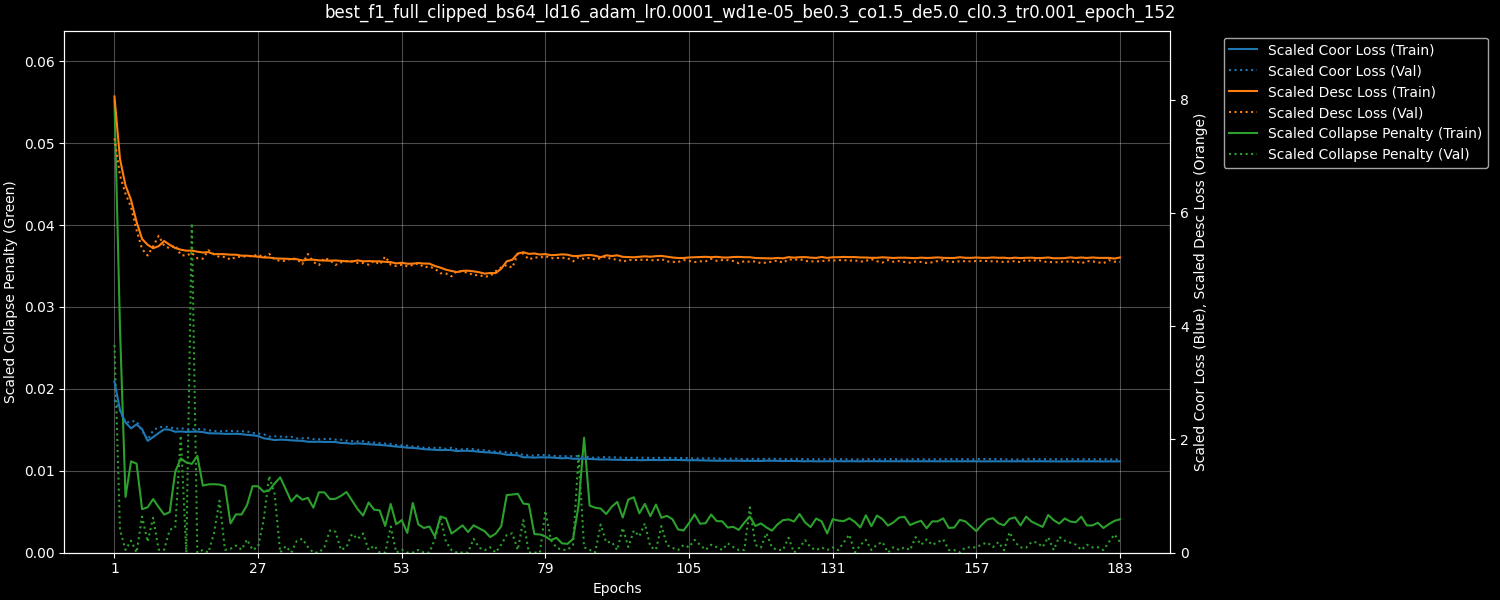 best_f1_full_clipped_bs64_ld16_adam_lr0.0001_wd1e-05_be0.3_co1.5_de5.0_cl0.3_tr0.001_epoch_152
Scaled Collapse Penalty (Green)
0.06
0.05
0.04
0.03
0.02
0.01
0.00
1
27
53
79
105
131
157
183
Epochs
8
6
4
2
0
Scaled Coor Loss (Blue), Scaled Desc Loss (Orange)
Scaled Coor Loss (Train)
Scaled Coor Loss (Val)
Scaled Desc Loss (Train)
Scaled Desc Loss (Val)
Scaled Collapse Penalty (Train)
Scaled Collapse Penalty (Val)